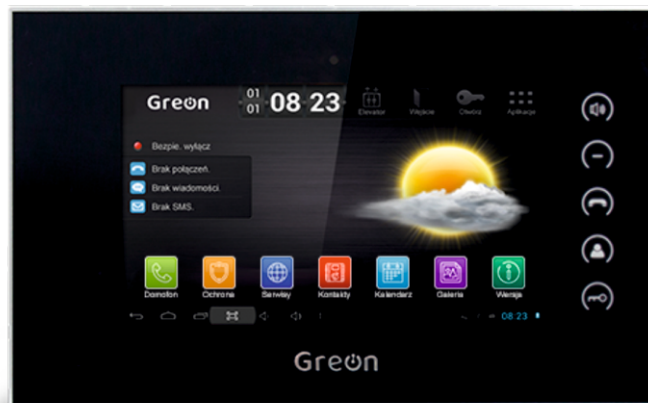 Greon
01
01
08 23
Elevator
Wejście
Otwórz
Aplikacje
Bezpie. wyłącz
Brak połączeń.
Brak wiadomości.
Brak SMS.
Domofon
Ochrona
Serwisy
Kontakty
Kalendarz
Galeria
Wersja
08:23
Greon